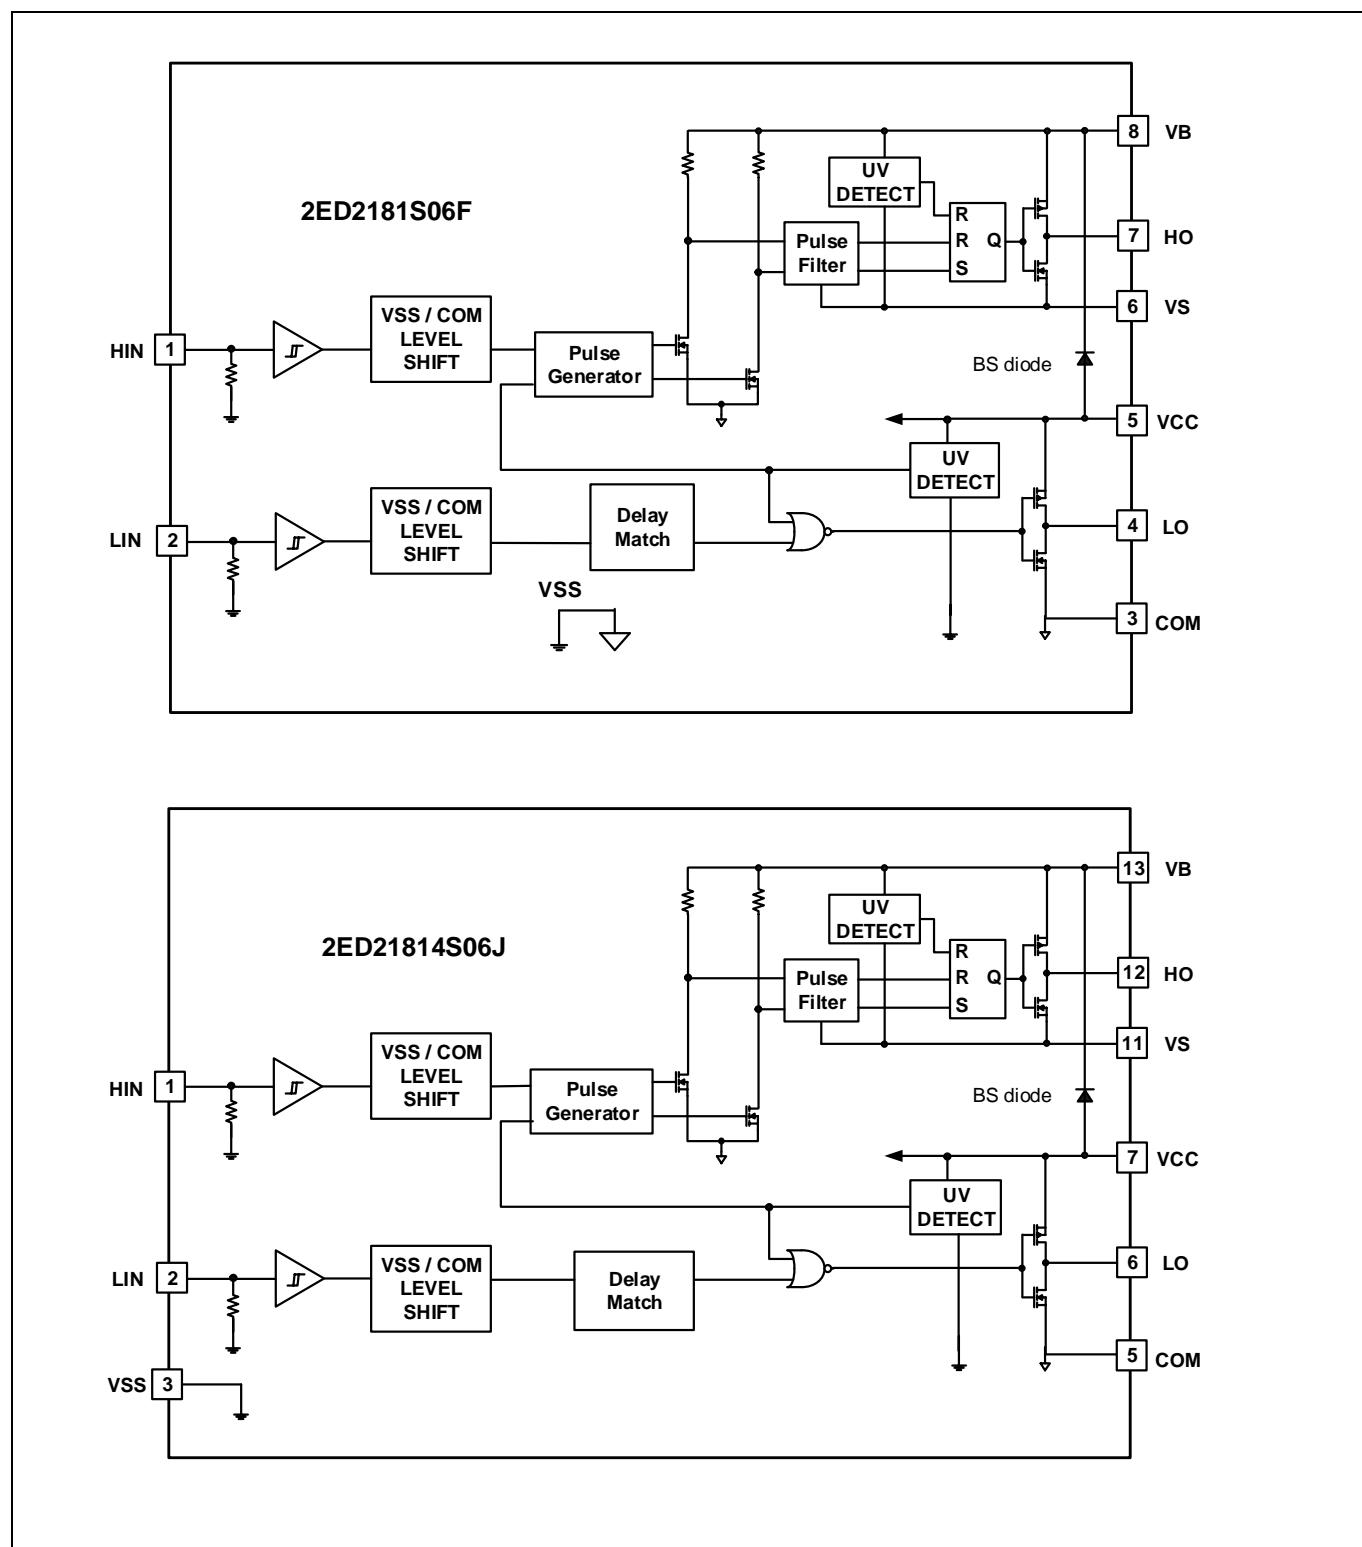 8 VB
UV
DETECT
2ED2181S06F
R
R Q
S
Pulse
Filter
7 HO
6 VS
VSS / COM
LEVEL
SHIFT
HIN 1
Pulse
Generator
BS diode
5 VCC
UV
DETECT
VSS / COM
LEVEL
SHIFT
Delay
Match
LIN 2
4 LO
VSS
3 COM
13 VB
UV
DETECT
2ED21814S06J
R
R Q
S
Pulse
Filter
12 HO
11 VS
VSS / COM
LEVEL
SHIFT
HIN 1
Pulse
Generator
BS diode
7 VCC
UV
DETECT
VSS / COM
LEVEL
SHIFT
Delay
Match
LIN 2
6 LO
5 COM
VSS 3